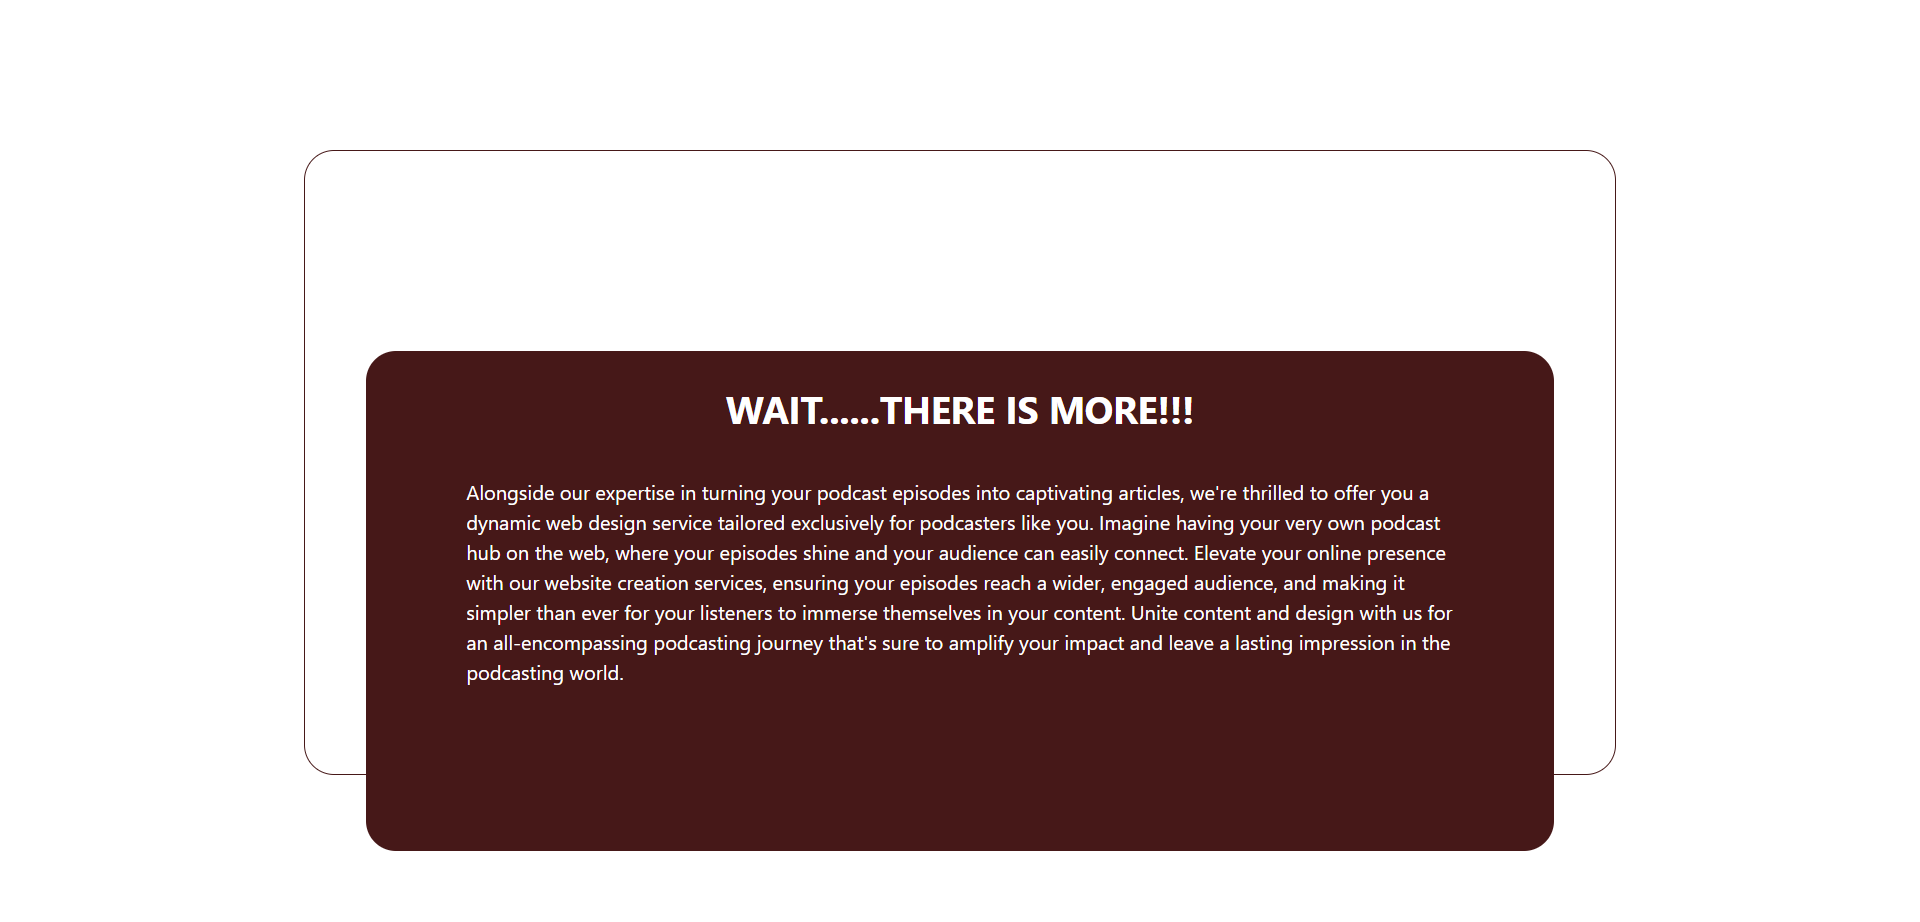 WAIT......THERE IS MORE!!!
Alongside our expertise in turning your podcast episodes into captivating articles, we're thrilled to offer you a
dynamic web design service tailored exclusively for podcasters like you. Imagine having your very own podcast
hub on the web, where your episodes shine and your audience can easily connect. Elevate your online presence
with our website creation services, ensuring your episodes reach a wider, engaged audience, and making it
simpler than ever for your listeners to immerse themselves in your content. Unite content and design with us for
an all-encompassing podcasting journey that's sure to amplify your impact and leave a lasting impression in the
podcasting world.